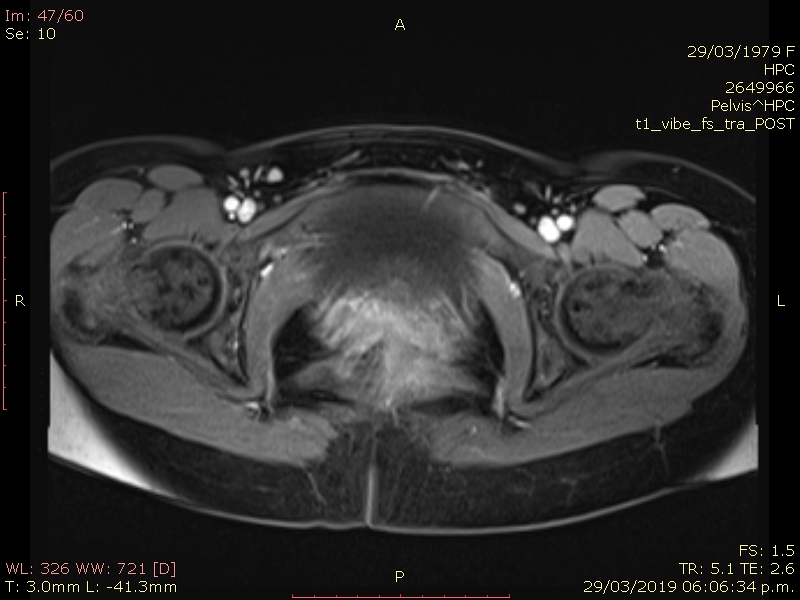 Im: 47/60
Se: 10
A
29/03/1979 F
HPC
2649966
Pelvis^HPC
t1_vibe_fs_tra_POST
R
L
WL: 326 WW: 721 [D]
T: 3.0mm L: -41.3mm
P
FS: 1.5
TR: 5.1 TE: 2.6
29/03/2019 06:06:34 p.m.